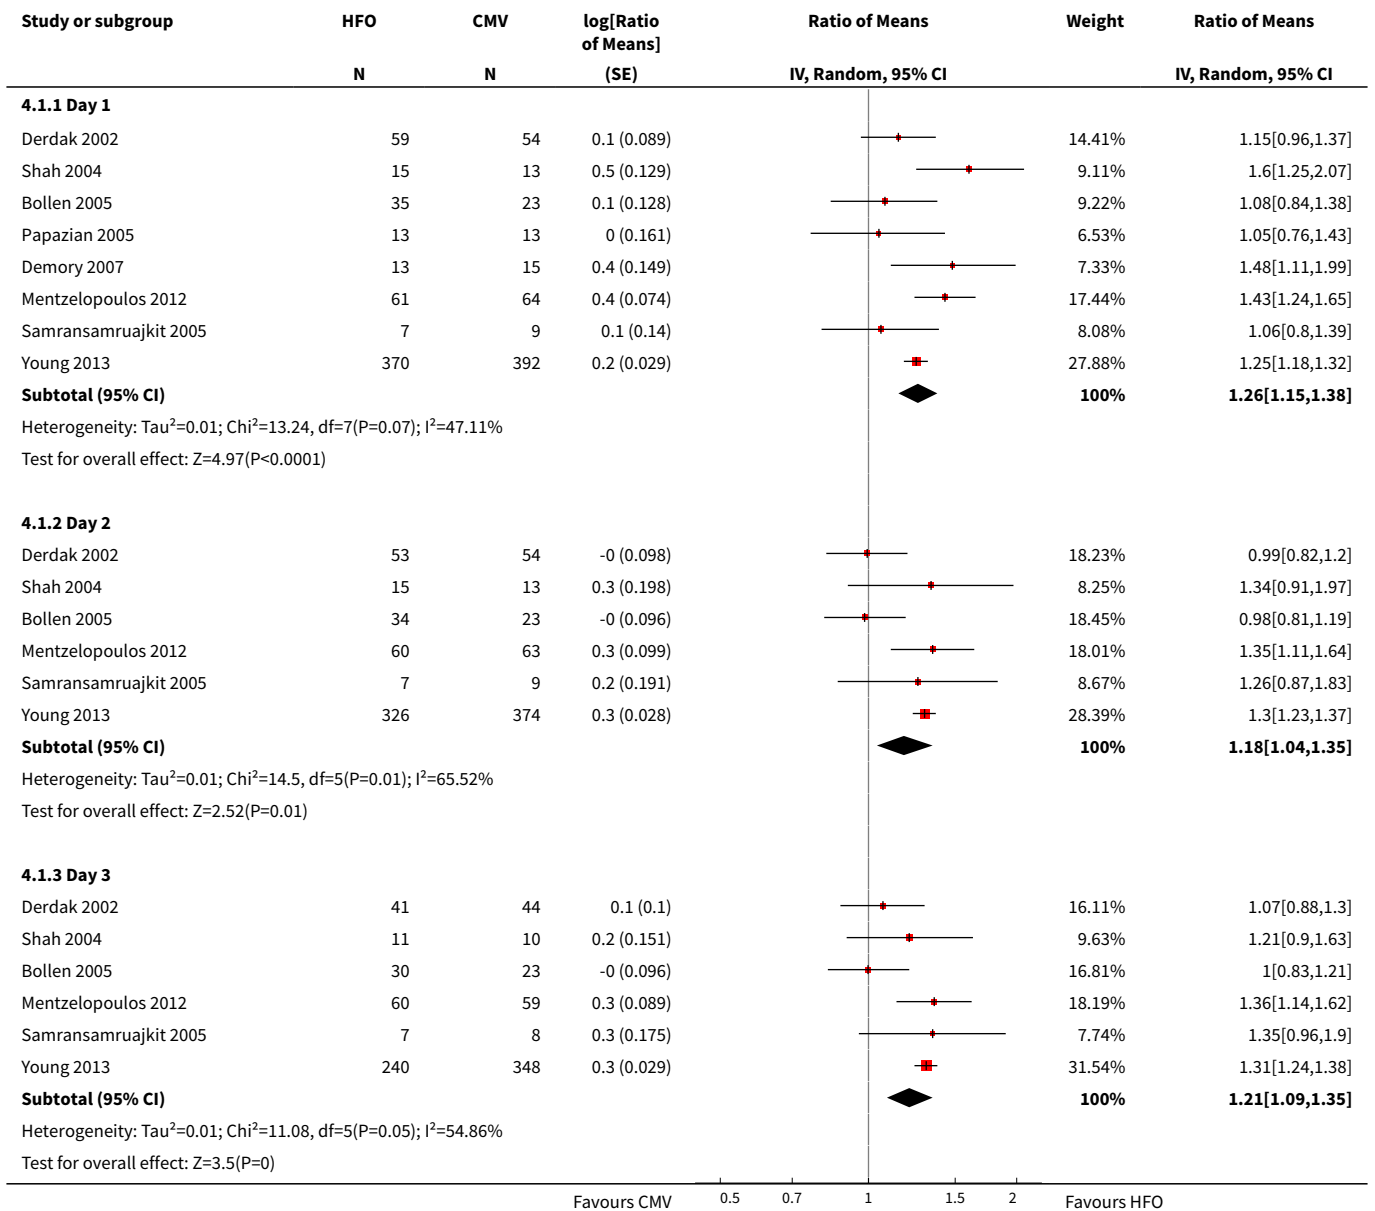 Study or subgroup HFO CMV log[Ratio of Means] Ratio of Means Weight Ratio of Means
N N (SE) IV, Random, 95% CI IV, Random, 95% CI
4.1.1 Day 1
Derdak 2002 59 54 0.1 (0.089) 14.41% 1.15[0.96,1.37]
Shah 2004 15 13 0.5 (0.129) 9.11% 1.6[1.25,2.07]
Bollen 2005 35 23 0.1 (0.128) 9.22% 1.08[0.84,1.38]
Papazian 2005 13 13 0 (0.161) 6.53% 1.05[0.76,1.43]
Demory 2007 13 15 0.4 (0.149) 7.33% 1.48[1.11,1.99]
Mentzelopoulos 2012 61 64 0.4 (0.074) 17.44% 1.43[1.24,1.65]
Samransamruajkit 2005 7 9 0.1 (0.14) 8.08% 1.06[0.8,1.39]
Young 2013 370 392 0.2 (0.029) 27.88% 1.25[1.18,1.32]
Subtotal (95% CI) 100% 1.26[1.15,1.38]
Heterogeneity: Tau²=0.01; Chi²=13.24, df=7(P=0.07); I²=47.11%
Test for overall effect: Z=4.97(P<0.0001)
4.1.2 Day 2
Derdak 2002 53 54 -0 (0.098) 18.23% 0.99[0.82,1.2]
Shah 2004 15 13 0.3 (0.198) 8.25% 1.34[0.91,1.97]
Bollen 2005 34 23 -0 (0.096) 18.45% 0.98[0.81,1.19]
Mentzelopoulos 2012 60 63 0.3 (0.099) 18.01% 1.35[1.11,1.64]
Samransamruajkit 2005 7 9 0.2 (0.191) 8.67% 1.26[0.87,1.83]
Young 2013 326 374 0.3 (0.028) 28.39% 1.3[1.23,1.37]
Subtotal (95% CI) 100% 1.18[1.04,1.35]
Heterogeneity: Tau²=0.01; Chi²=14.5, df=5(P=0.01); I²=65.52%
Test for overall effect: Z=2.52(P=0.01)
4.1.3 Day 3
Derdak 2002 41 44 0.1 (0.1) 16.11% 1.07[0.88,1.3]
Shah 2004 11 10 0.2 (0.151) 9.63% 1.21[0.9,1.63]
Bollen 2005 30 23 -0 (0.096) 16.81% 1[0.83,1.21]
Mentzelopoulos 2012 60 59 0.3 (0.089) 18.19% 1.36[1.14,1.62]
Samransamruajkit 2005 7 8 0.3 (0.175) 7.74% 1.35[0.96,1.9]
Young 2013 240 348 0.3 (0.029) 31.54% 1.31[1.24,1.38]
Subtotal (95% CI) 100% 1.21[1.09,1.35]
Heterogeneity: Tau²=0.01; Chi²=11.08, df=5(P=0.05); I²=54.86%
Test for overall effect: Z=3.5(P=0)
Favours CMV 0.5 0.7 1 1.5 2 Favours HFO